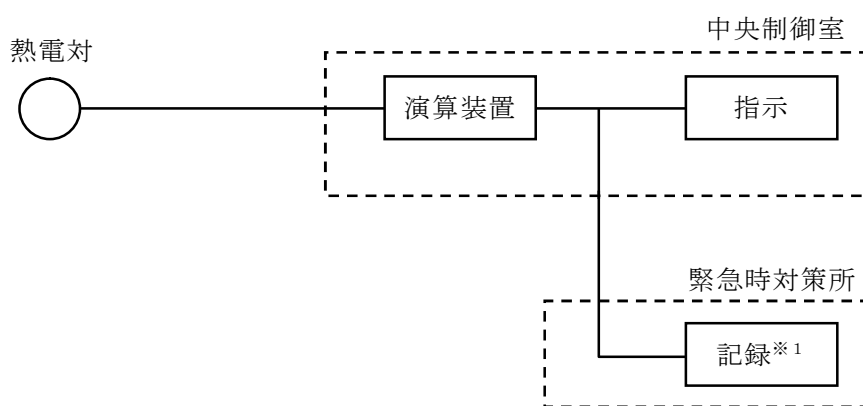 中央制御室
熱電対
演算装置
指示
緊急時対策所
記録※1